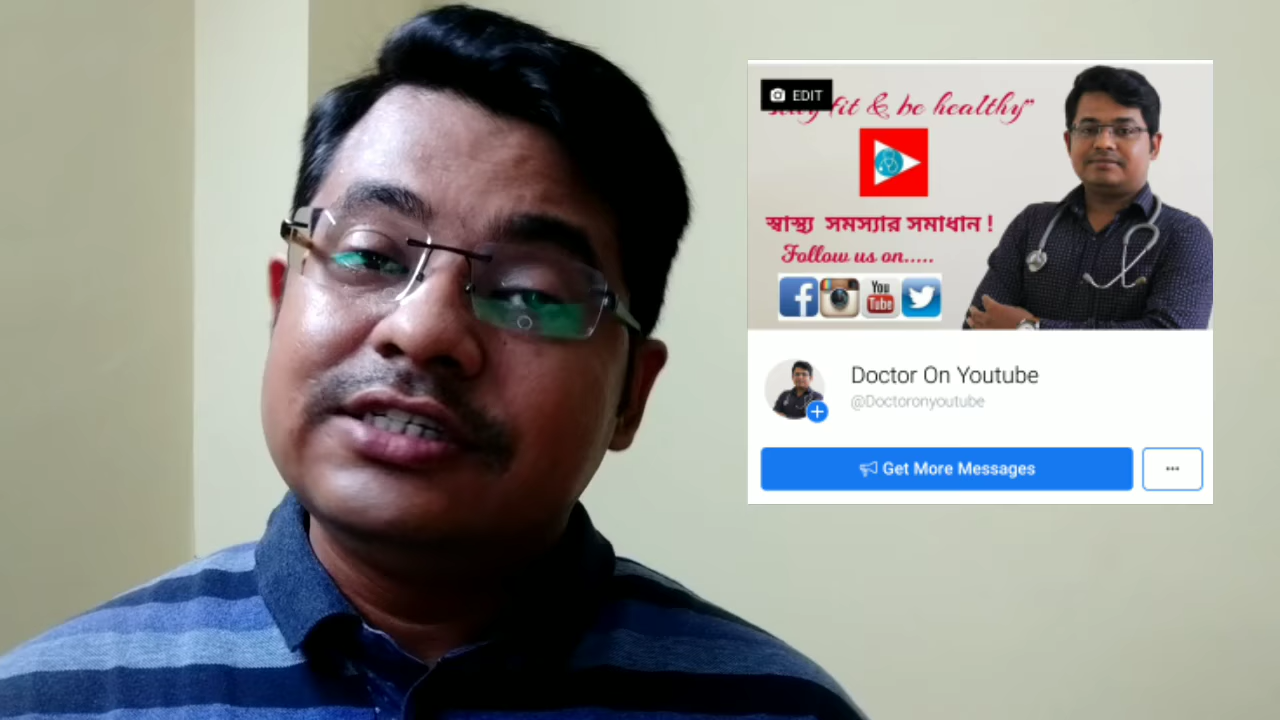 EDIT
fit & be healthy"
স্বাস্থ্য সমস্যার সমাধান !
Follow us on.....
You
Tube
Doctor On Youtube
@Doctoronyoutube
Get More Messages